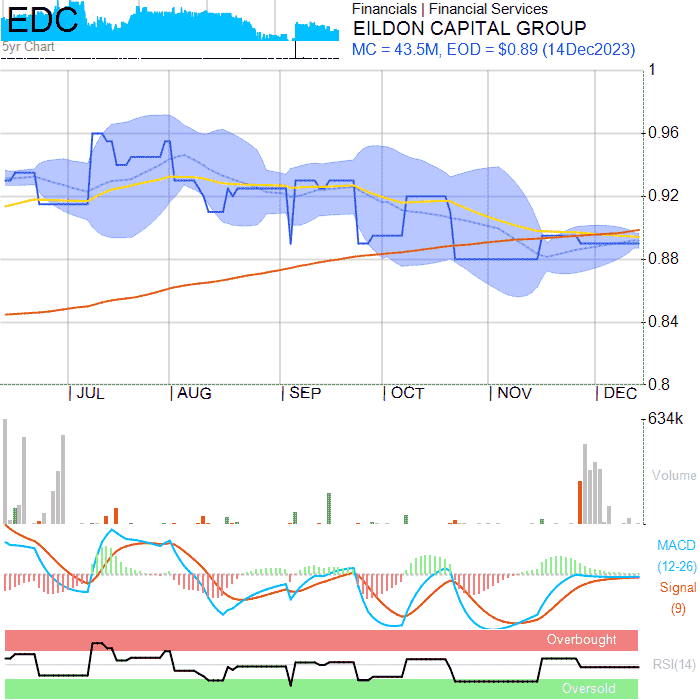 EDC
5yr Chart
Financials | Financial Services
EILDON CAPITAL GROUP
MC = 43.5M, EOD = $0.89 (14Dec2023)
1
0.96
0.92
0.88
0.84
0.8
| JUL | AUG | SEP | OCT | NOV | DEC
634k
Volume
MACD
(12-26)
Signal
(9)
Overbought
RSI(14)
Oversold